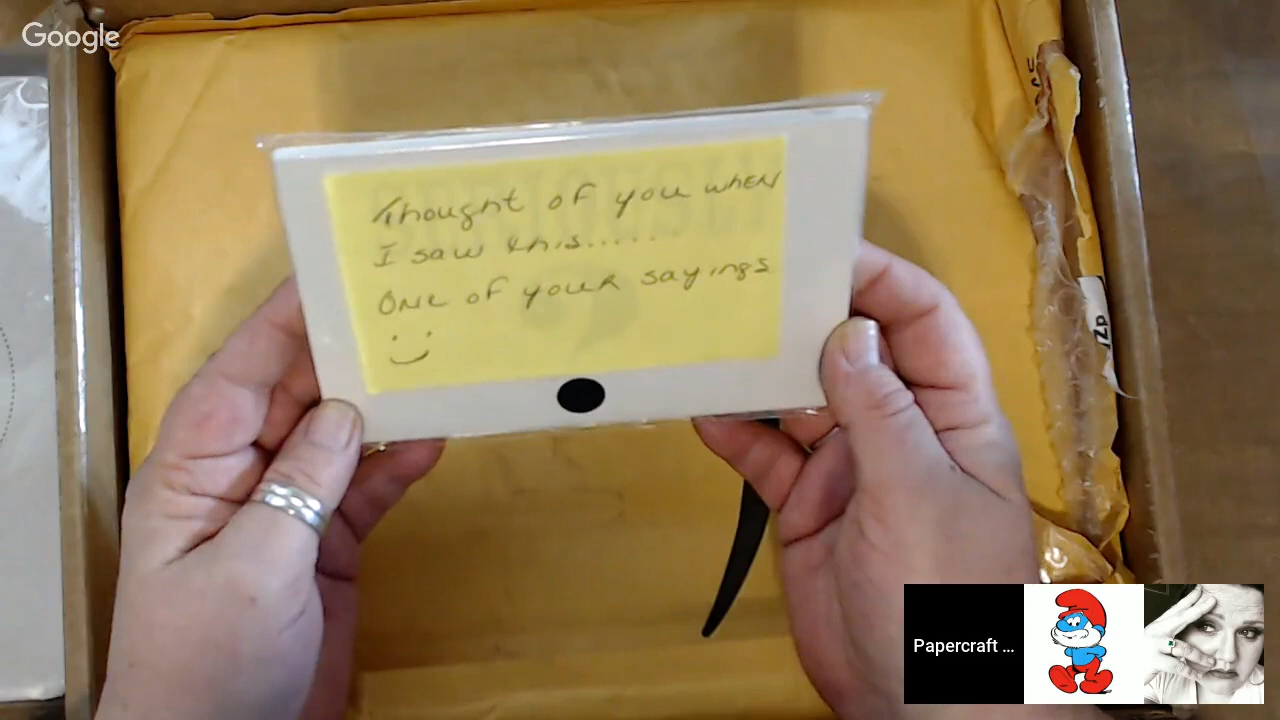 Google
Thought of you when
I saw this.....
One of your sayings
Papercraft ...